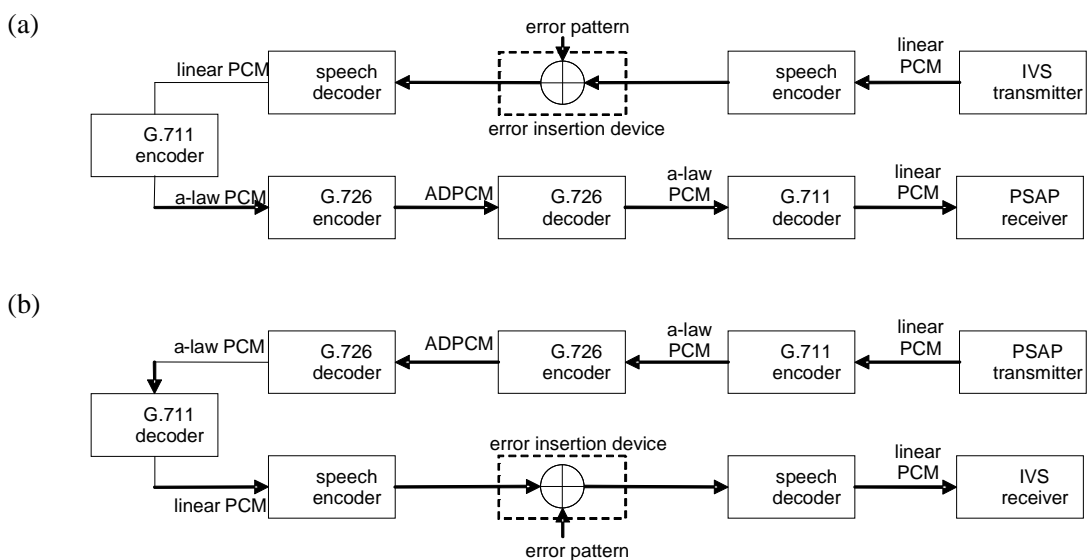 (a)
error pattern
linear PCM
speech
decoder
error insertion device
speech
encoder
linear
PCM
IVS
transmitter
G.711
encoder
a-law PCM
G.726
encoder
ADPCM
G.726
decoder
a-law
PCM
G.711
decoder
linear
PCM
PSAP
receiver
(b)
a-law PCM
G.726
decoder
ADPCM
G.726
encoder
a-law
PCM
G.711
encoder
linear
PCM
PSAP
transmitter
G.711
decoder
linear PCM
speech
encoder
error insertion device
error pattern
speech
decoder
linear
PCM
IVS
receiver